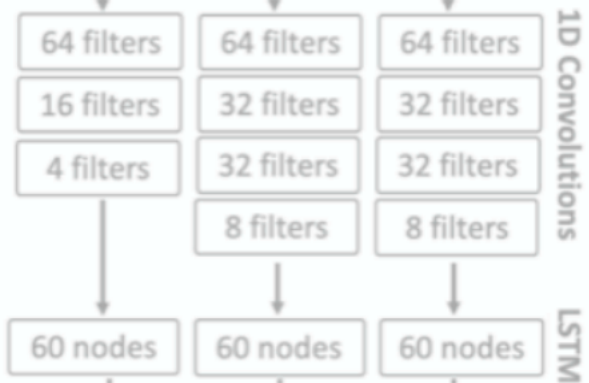 64 filters 64 filters 64 filters
16 filters 32 filters 32 filters
4 filters 32 filters 32 filters
8 filters 8 filters
60 nodes 60 nodes 60 nodes
1D Convolutions
LSTM